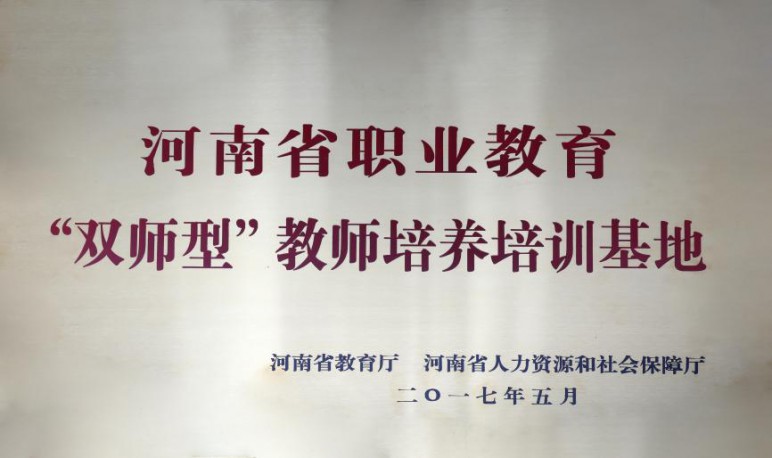 河南省职业教育
“双师型”教师培养培训基地
河南省教育厅 河南省人力资源和社会保障厅
二〇一七年五月